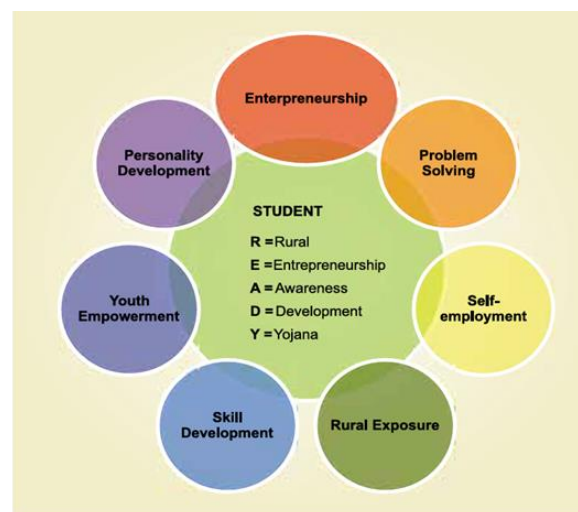 Enterpreneurship
Problem
Solving
Self-
employment
Rural Exposure
Skill
Development
Youth
Empowerment
Personality
Development
STUDENT
R =Rural
E =Entrepreneurship
A =Awareness
D =Development
Y =Yojana